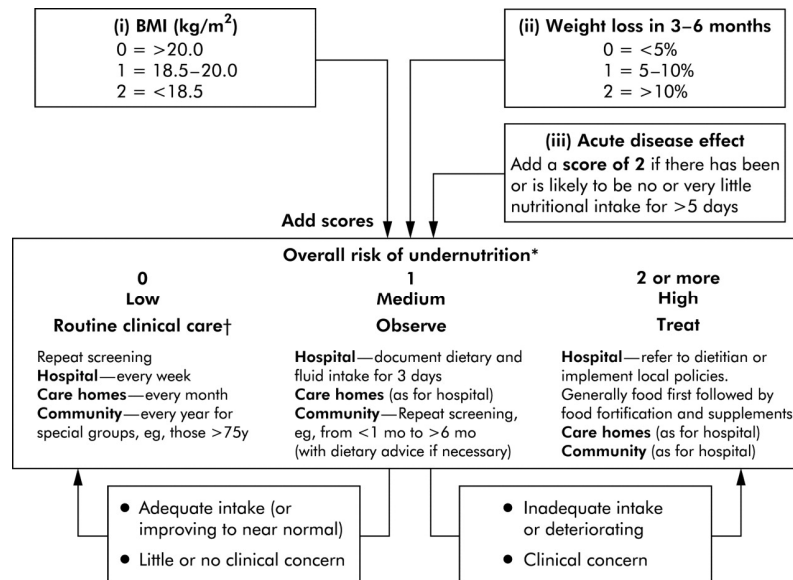 (i) BMI (kg/m²)
0 = >20.0
1 = 18.5–20.0
2 = <18.5
(ii) Weight loss in 3–6 months
0 = <5%
1 = 5–10%
2 = >10%
(iii) Acute disease effect
Add a score of 2 if there has been
or is likely to be no or very little
nutritional intake for >5 days
Add scores
Overall risk of undernutrition*
0
Low
Routine clinical care†
Repeat screening
Hospital—every week
Care homes—every month
Community—every year for
special groups, eg, those >75y
1
Medium
Observe
Hospital—document dietary and
fluid intake for 3 days
Care homes (as for hospital)
Community—Repeat screening,
eg, from <1 mo to >6 mo
(with dietary advice if necessary)
2 or more
High
Treat
Hospital—refer to dietitian or
implement local policies.
Generally food first followed by
food fortification and supplements
Care homes (as for hospital)
Community (as for hospital)
● Adequate intake (or
improving to near normal)
● Little or no clinical concern
● Inadequate intake
or deteriorating
● Clinical concern